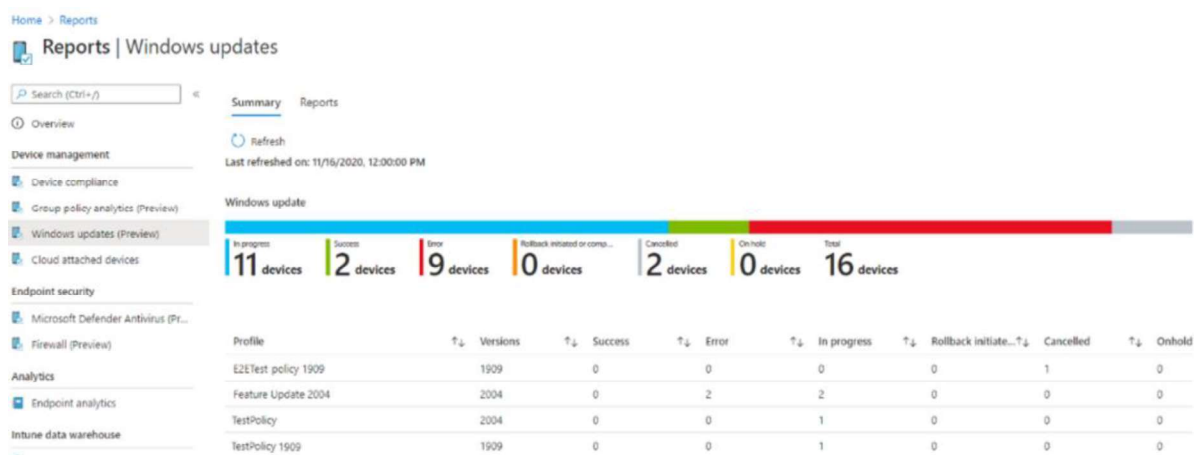 Home > Reports
Reports | Windows updates
Search (Ctrl+/)
«
Overview
Device management
Device compliance
Group policy analytics (Preview)
Windows updates (Preview)
Cloud attached devices
Endpoint security
Microsoft Defender Antivirus (Pr...
Firewall (Preview)
Analytics
Endpoint analytics
Intune data warehouse
Summary Reports
Refresh
Last refreshed on: 11/16/2020, 12:00:00 PM
Windows update
In progress Success Error Rollback initiated or comp... Cancelled On hold Total
11 devices 2 devices 9 devices 0 devices 2 devices 0 devices 16 devices
Profile ↑↓ Versions ↑↓ Success ↑↓ Error ↑↓ In progress ↑↓ Rollback initiate...↑↓ Cancelled ↑↓ Onhold
E2ETest policy 1909 1909 0 0 0 0 1 0
Feature Update 2004 2004 0 2 2 0 0 0
TestPolicy 2004 0 0 1 0 0 0
TestPolicy 1909 1909 0 0 1 0 0 0